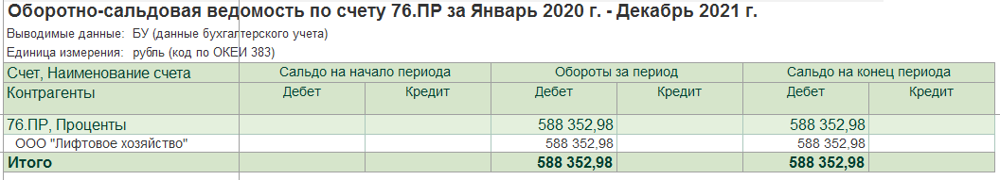 Оборотно-сальдовая ведомость по счету 76.ПР за Январь 2020 г. - Декабрь 2021 г.
Выводимые данные: БУ (данные бухгалтерского учета)
Единица измерения: рубль (код по ОКЕИ 383)
Счет, Наименование счета Сальдо на начало периода Обороты за период Сальдо на конец периода
Контрагенты Дебет Кредит Дебет Кредит Дебет Кредит
76.ПР, Проценты 588 352,98 588 352,98
ООО "Лифтовое хозяйство" 588 352,98 588 352,98
Итого 588 352,98 588 352,98